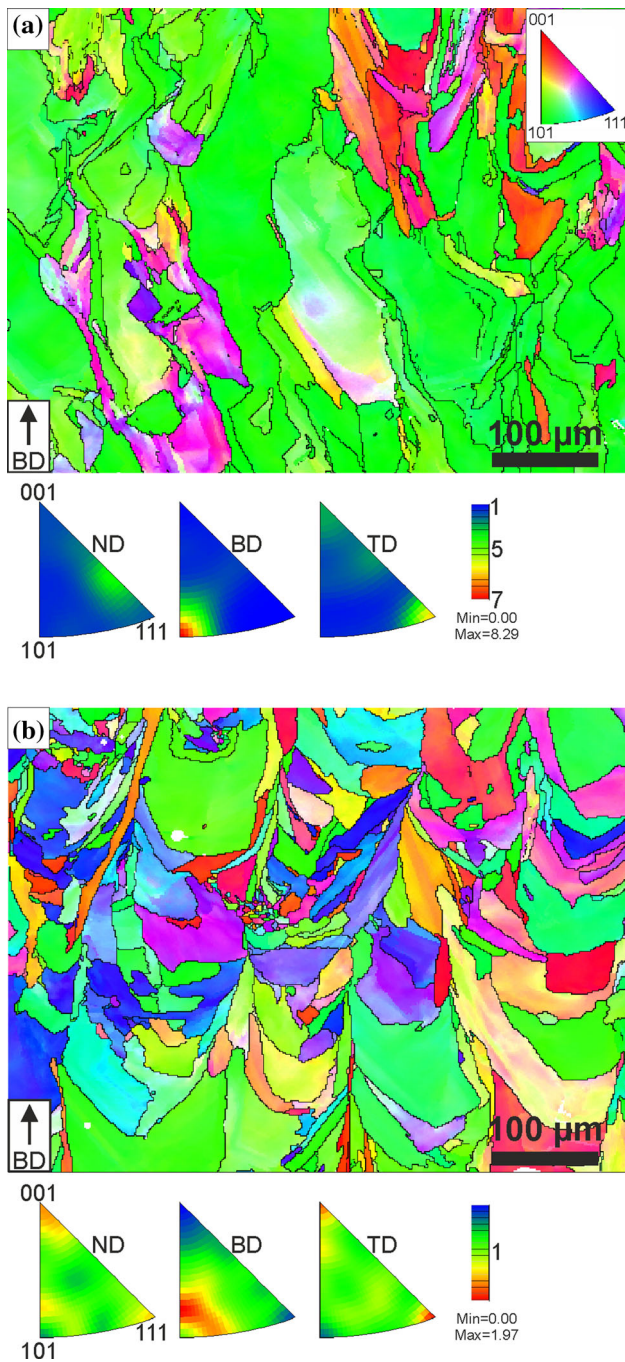 (a)
001
101 111
BD
100 µm
001
ND BD TD
101 111
1
5
7
Min=0.00
Max=8.29
(b)
BD
100 µm
001
ND BD TD
101 111
1
Min=0.00
Max=1.97